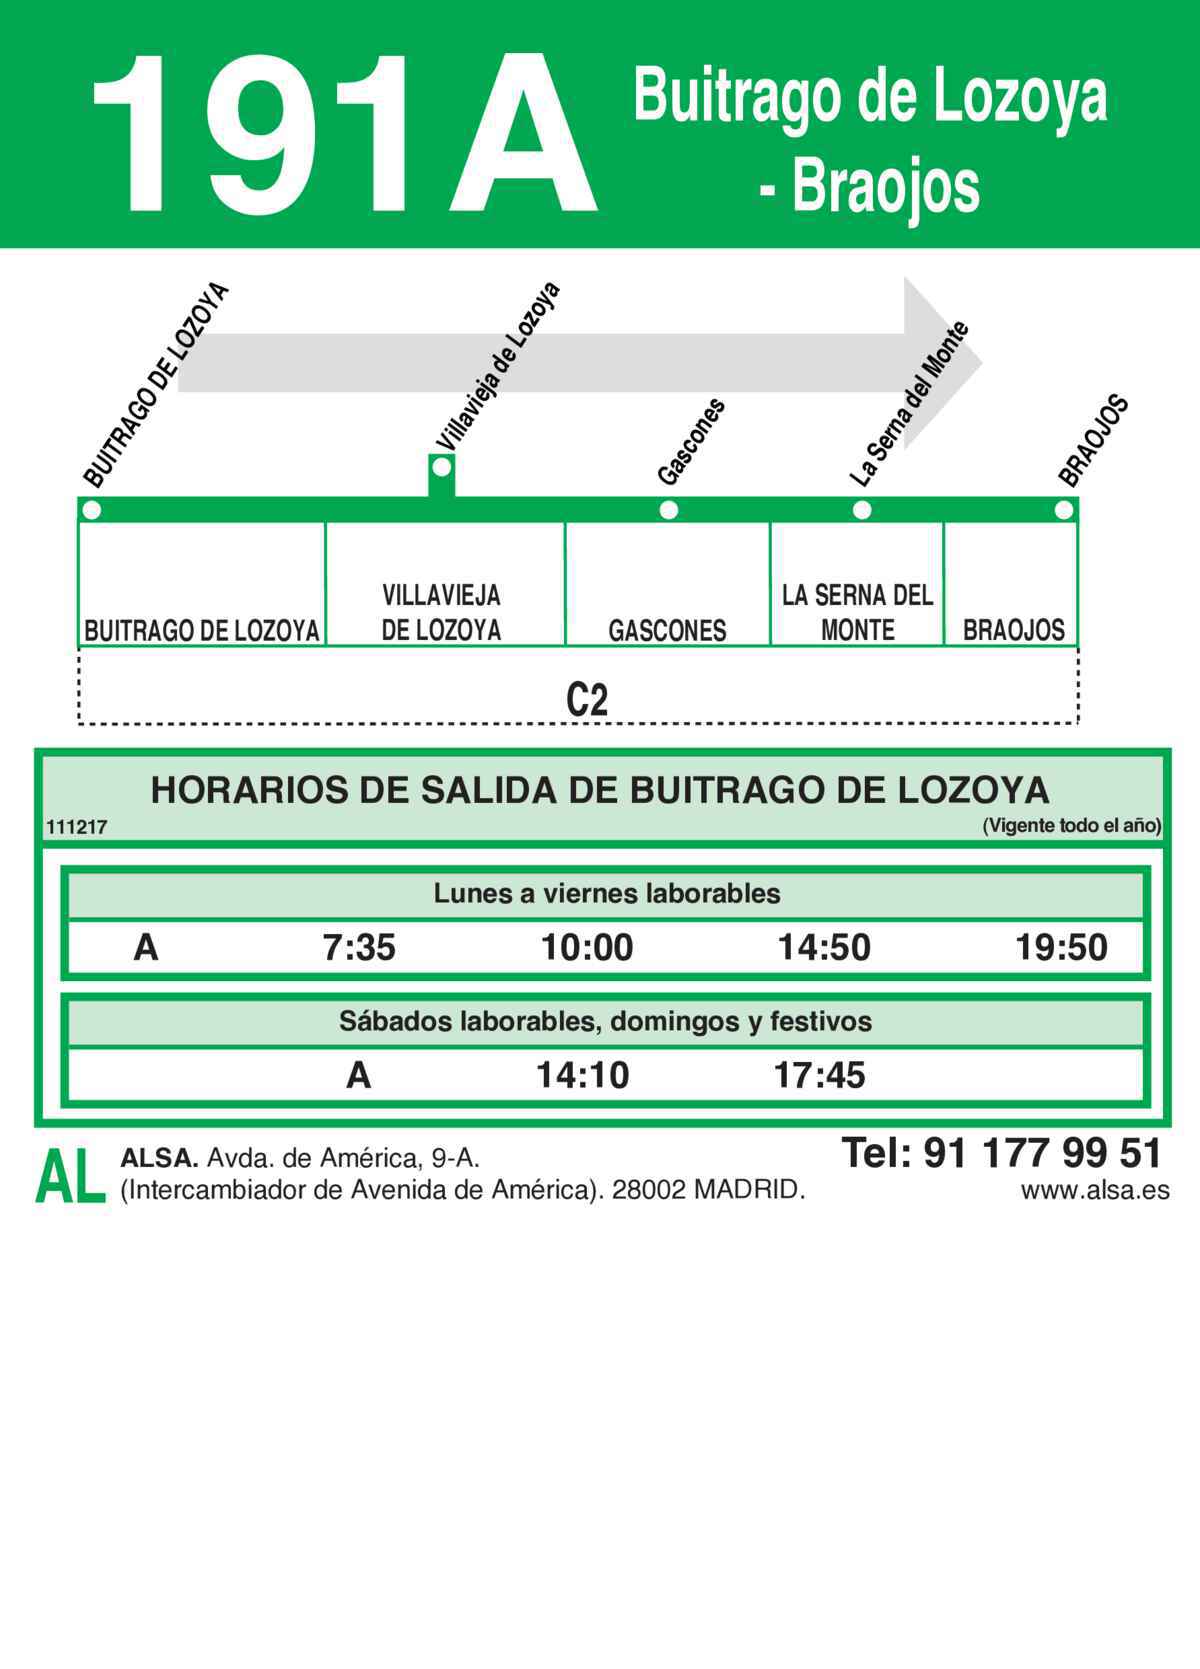 191A
Buitrago de Lozoya
- Braojos
BUITRAGO DE LOZOYA
Villavieja de Lozoya
Gascones
La Serna del Monte
BRAOJOS
BUITRAGO DE LOZOYA
VILLAVIEJA
DE LOZOYA
GASCONES
LA SERNA DEL
MONTE
BRAOJOS
C2
HORARIOS DE SALIDA DE BUITRAGO DE LOZOYA
111217 (Vigente todo el año)
Lunes a viernes laborables
A 7:35 10:00 14:50 19:50
Sábados laborables, domingos y festivos
A 14:10 17:45
AL
ALSA. Avda. de América, 9-A.
(Intercambiador de Avenida de América). 28002 MADRID.
Tel: 91 177 99 51
www.alsa.es